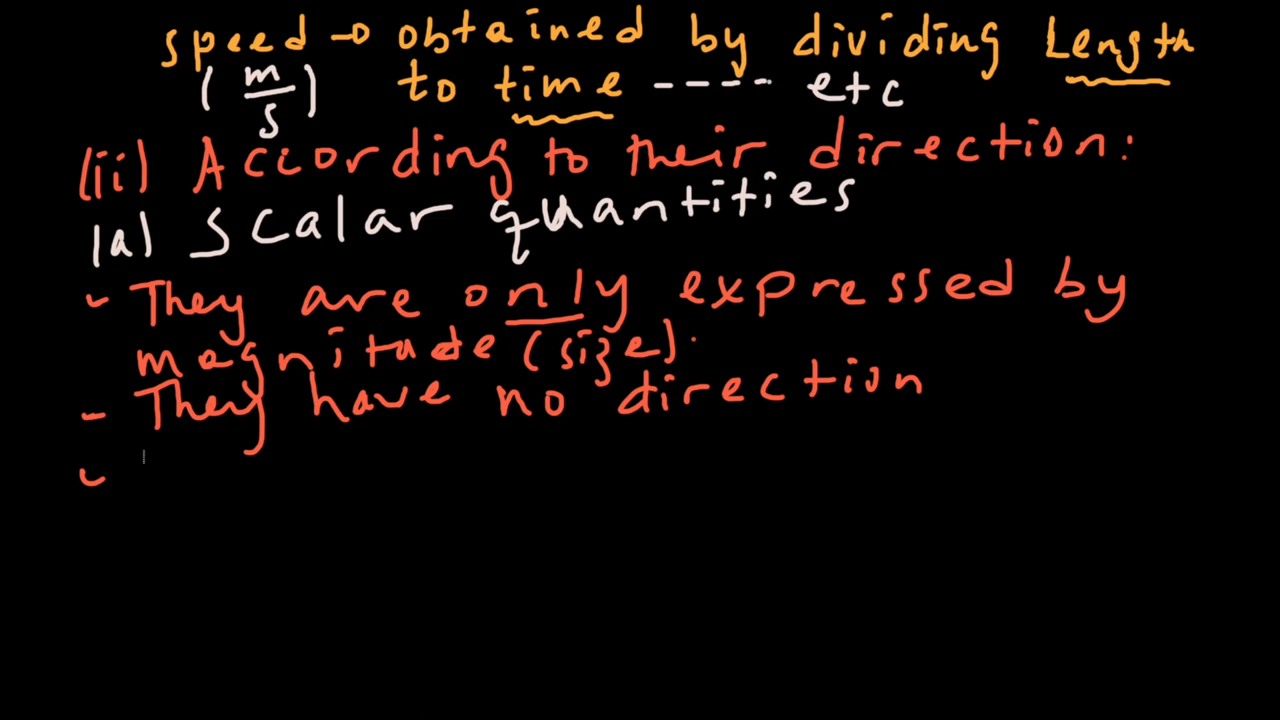 speed → obtained by dividing Length
(m/s) to time ---- etc
(ii) According to their direction:
(a) Scalar quantities
- They are only expressed by
magnitude (size).
- They have no direction
-